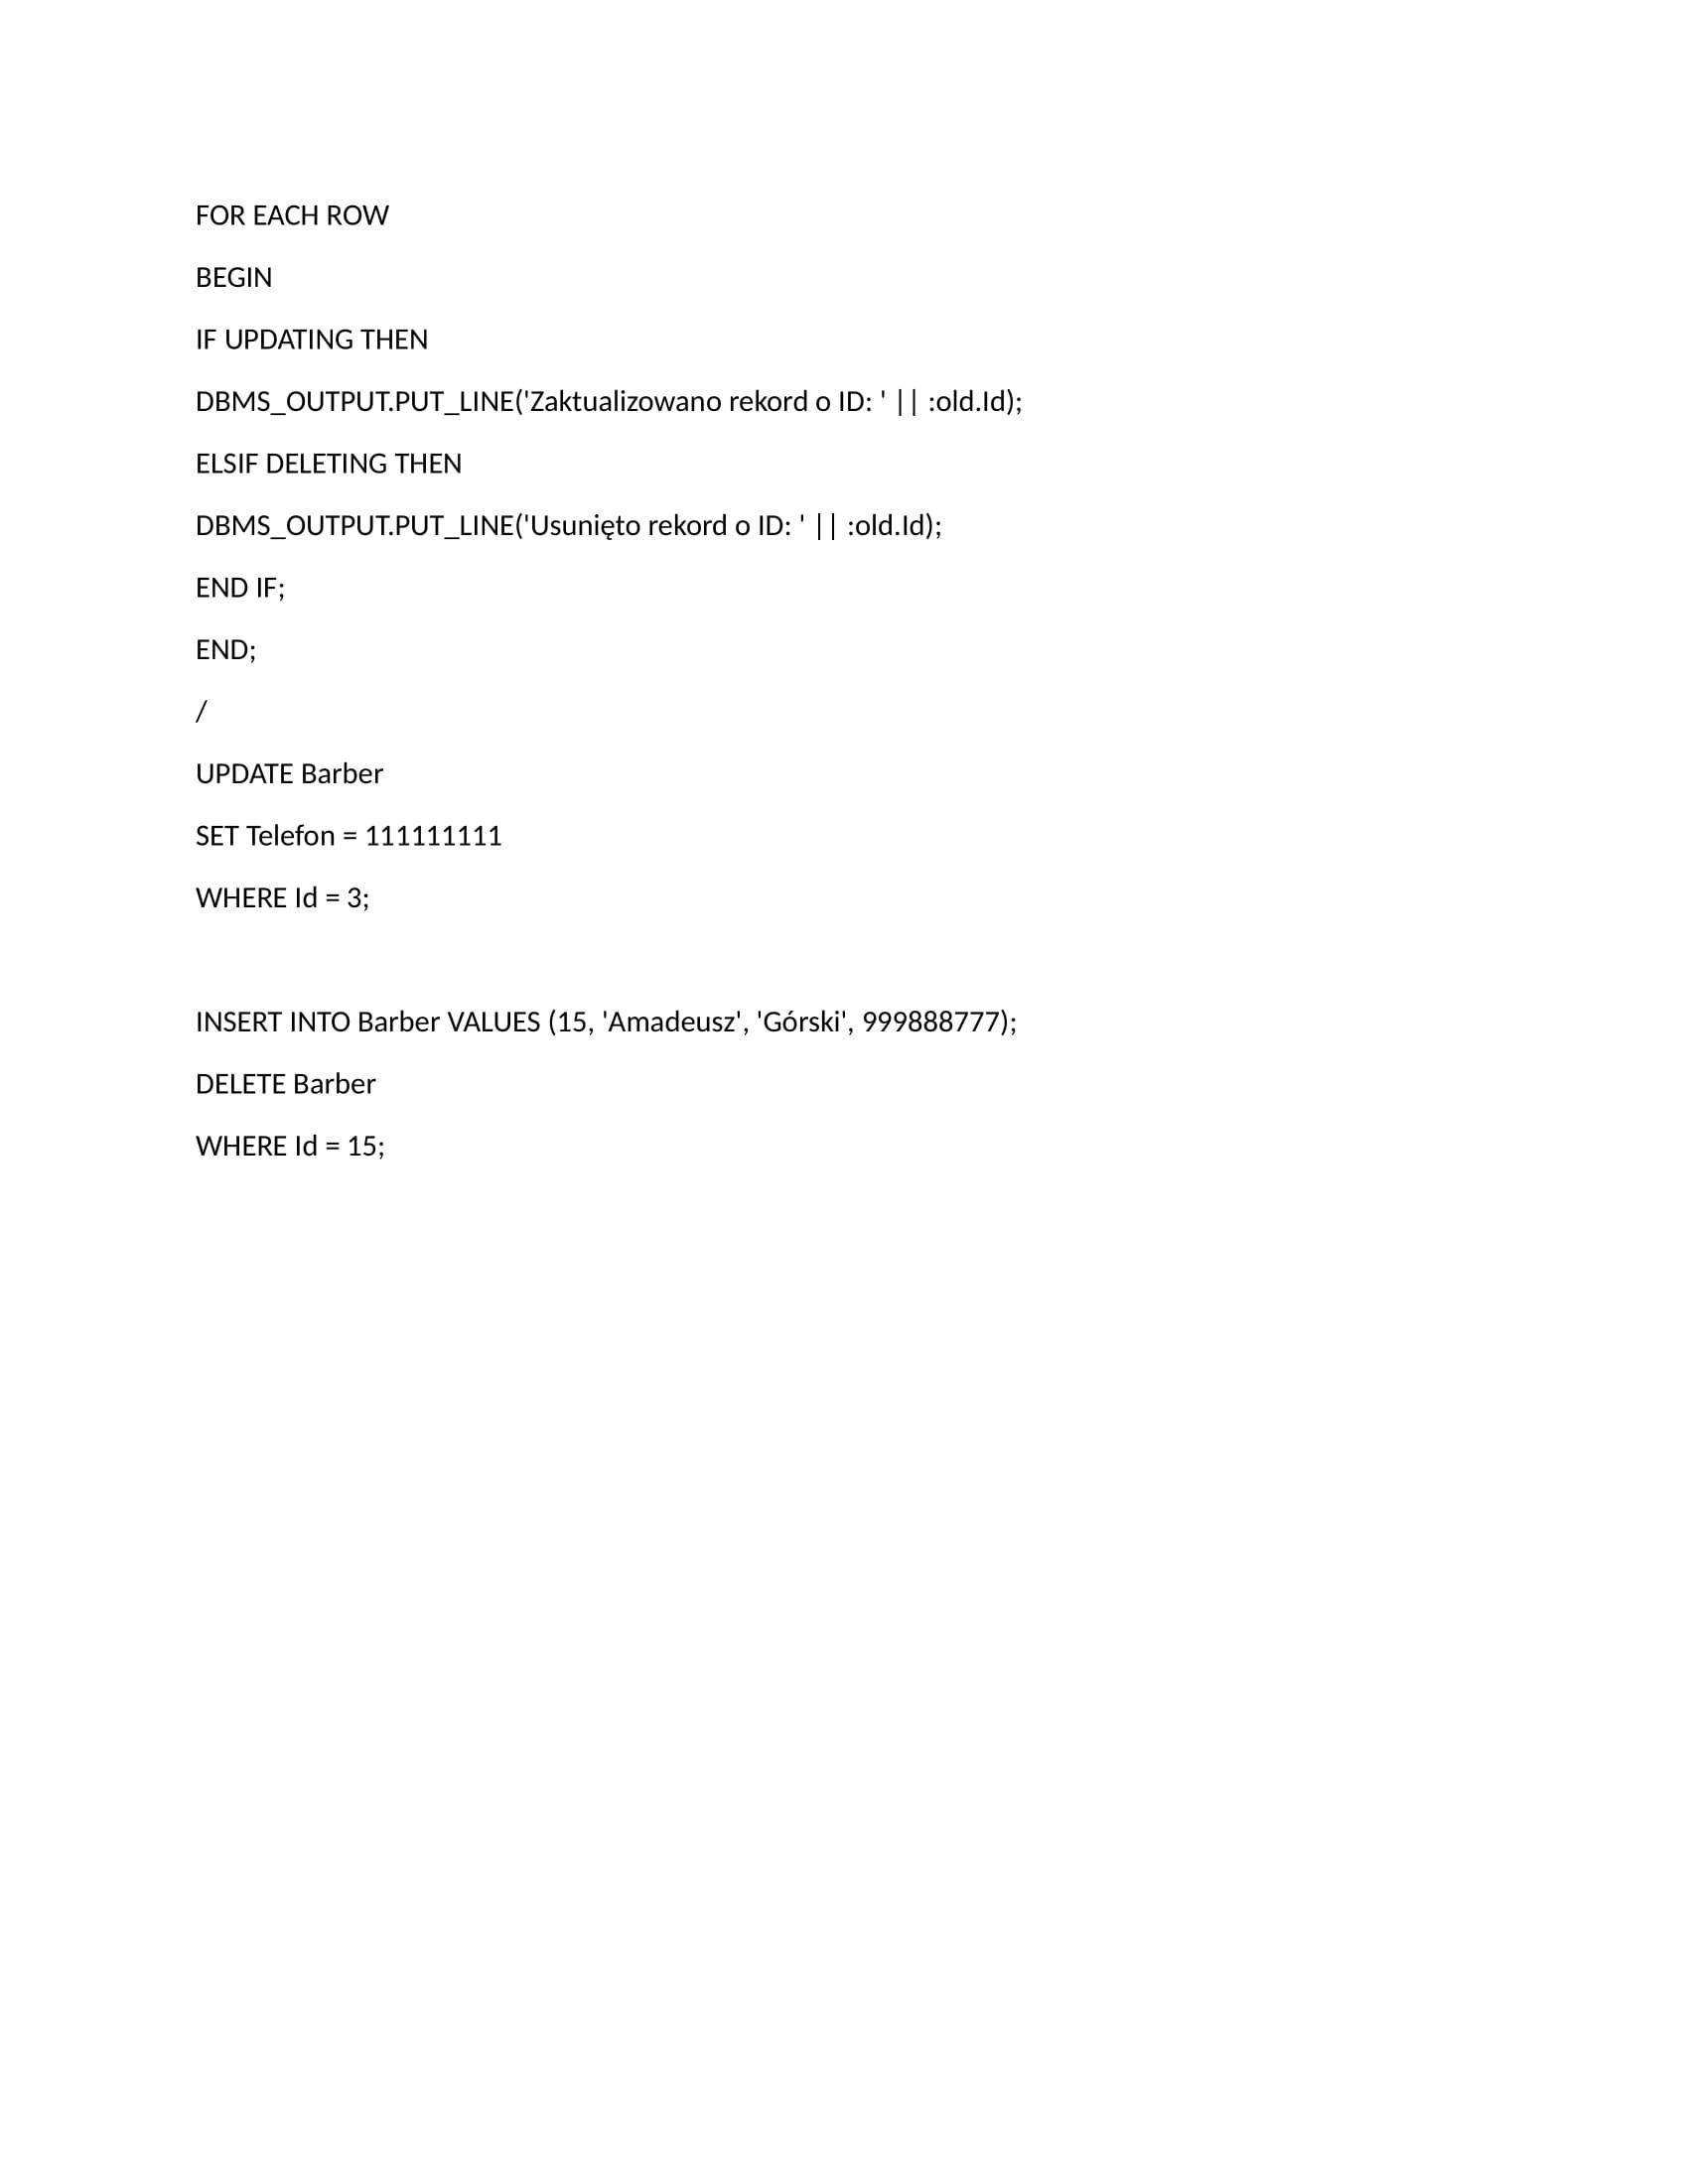 FOR EACH ROW
BEGIN
IF UPDATING THEN
DBMS_OUTPUT.PUT_LINE('Zaktualizowano rekord o ID: ' || :old.Id);
ELSIF DELETING THEN
DBMS_OUTPUT.PUT_LINE('Usunięto rekord o ID: ' || :old.Id);
END IF;
END;
/
UPDATE Barber
SET Telefon = 111111111
WHERE Id = 3;
INSERT INTO Barber VALUES (15, 'Amadeusz', 'Górski', 999888777);
DELETE Barber
WHERE Id = 15;